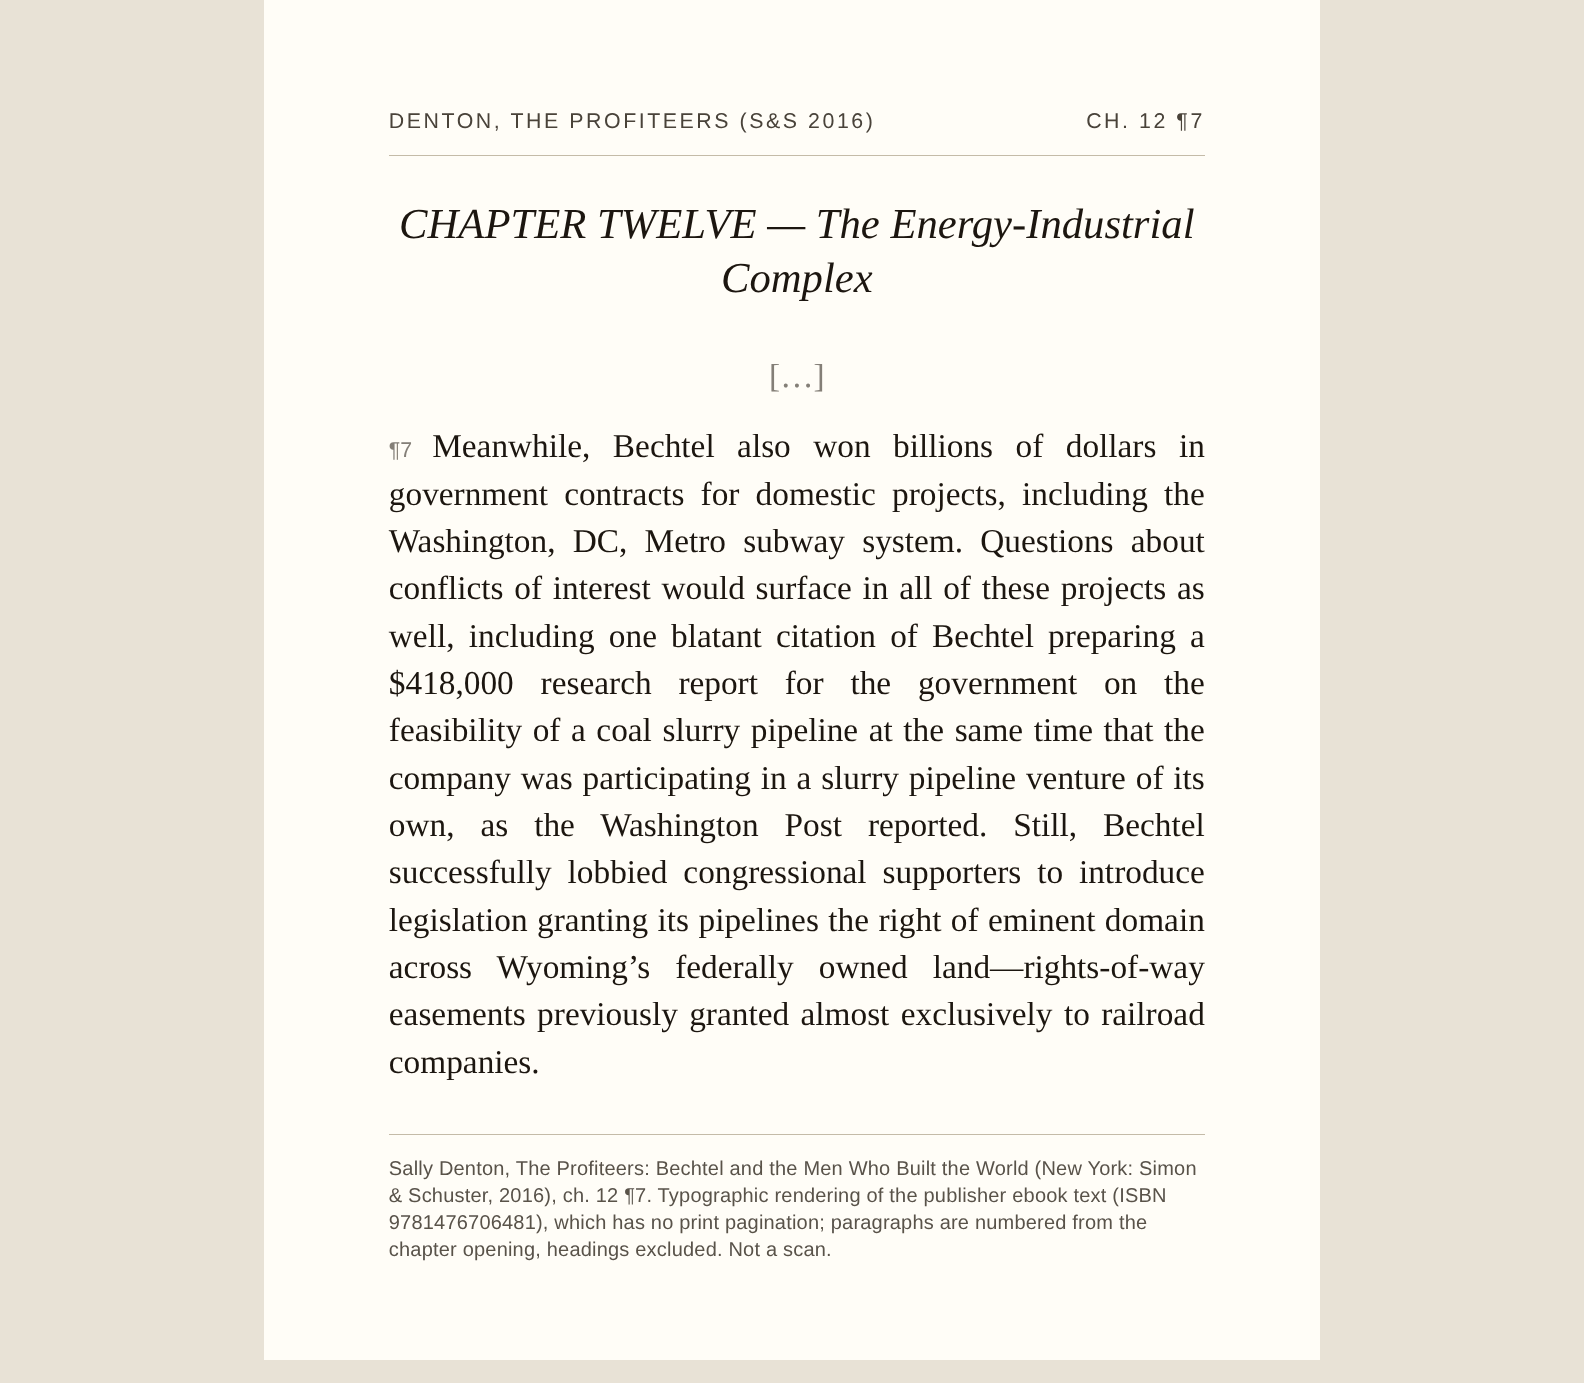 DENTON, THE PROFITEERS (S&S 2016)
CH. 12 ¶7
CHAPTER TWELVE — The Energy-Industrial
Complex
[…]
¶7 Meanwhile, Bechtel also won billions of dollars in
government contracts for domestic projects, including the
Washington, DC, Metro subway system. Questions about
conflicts of interest would surface in all of these projects as
well, including one blatant citation of Bechtel preparing a
$418,000 research report for the government on the
feasibility of a coal slurry pipeline at the same time that the
company was participating in a slurry pipeline venture of its
own, as the Washington Post reported. Still, Bechtel
successfully lobbied congressional supporters to introduce
legislation granting its pipelines the right of eminent domain
across Wyoming’s federally owned land—rights-of-way
easements previously granted almost exclusively to railroad
companies.
Sally Denton, The Profiteers: Bechtel and the Men Who Built the World (New York: Simon
& Schuster, 2016), ch. 12 ¶7. Typographic rendering of the publisher ebook text (ISBN
9781476706481), which has no print pagination; paragraphs are numbered from the
chapter opening, headings excluded. Not a scan.